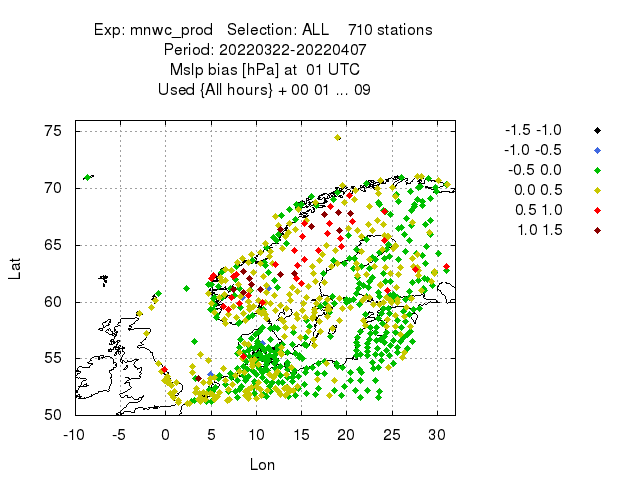 Exp: mnwc_prod   Selection: ALL    710 stations
Period: 20220322-20220407
Mslp bias [hPa] at  01 UTC
Used {All hours} + 00 01 ... 09
-1.5 -1.0
-1.0 -0.5
-0.5 0.0
0.0 0.5
0.5 1.0
1.0 1.5
Lat
75
70
65
60
55
50
-10 -5 0 5 10 15 20 25 30
Lon